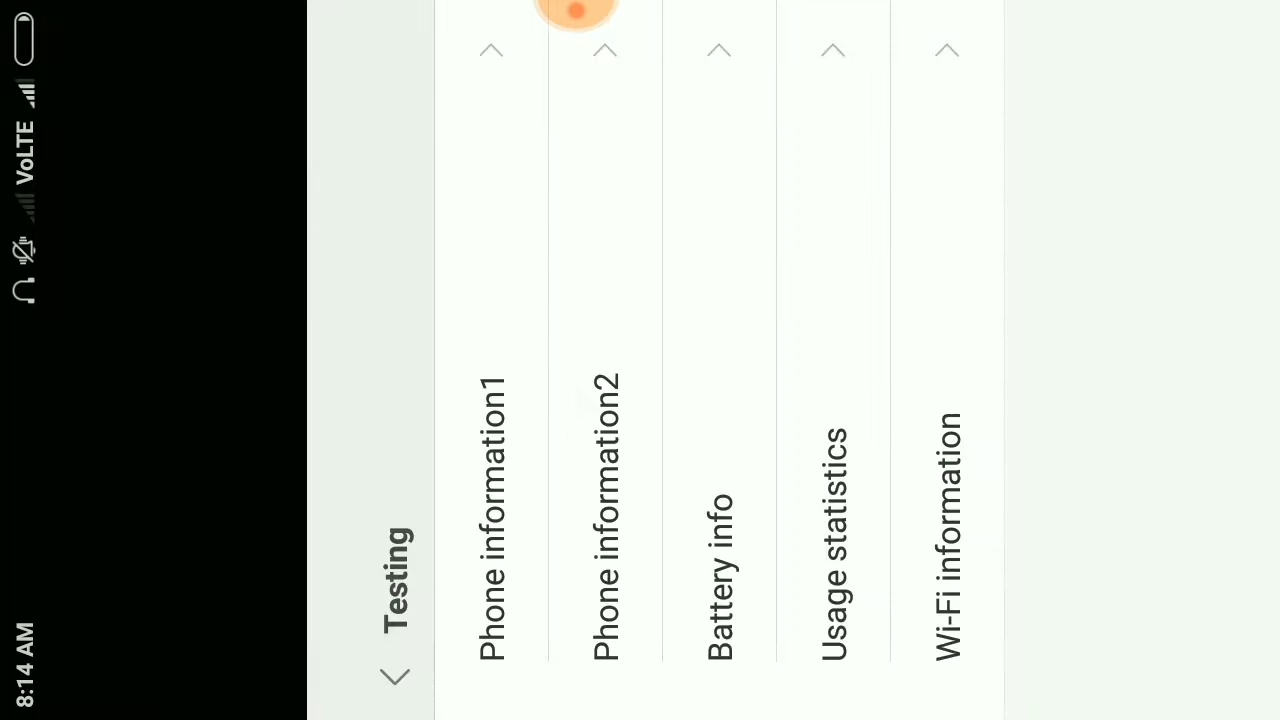 8:14 AM VoLTE
Testing
Phone information1
Phone information2
Battery info
Usage statistics
Wi-Fi information